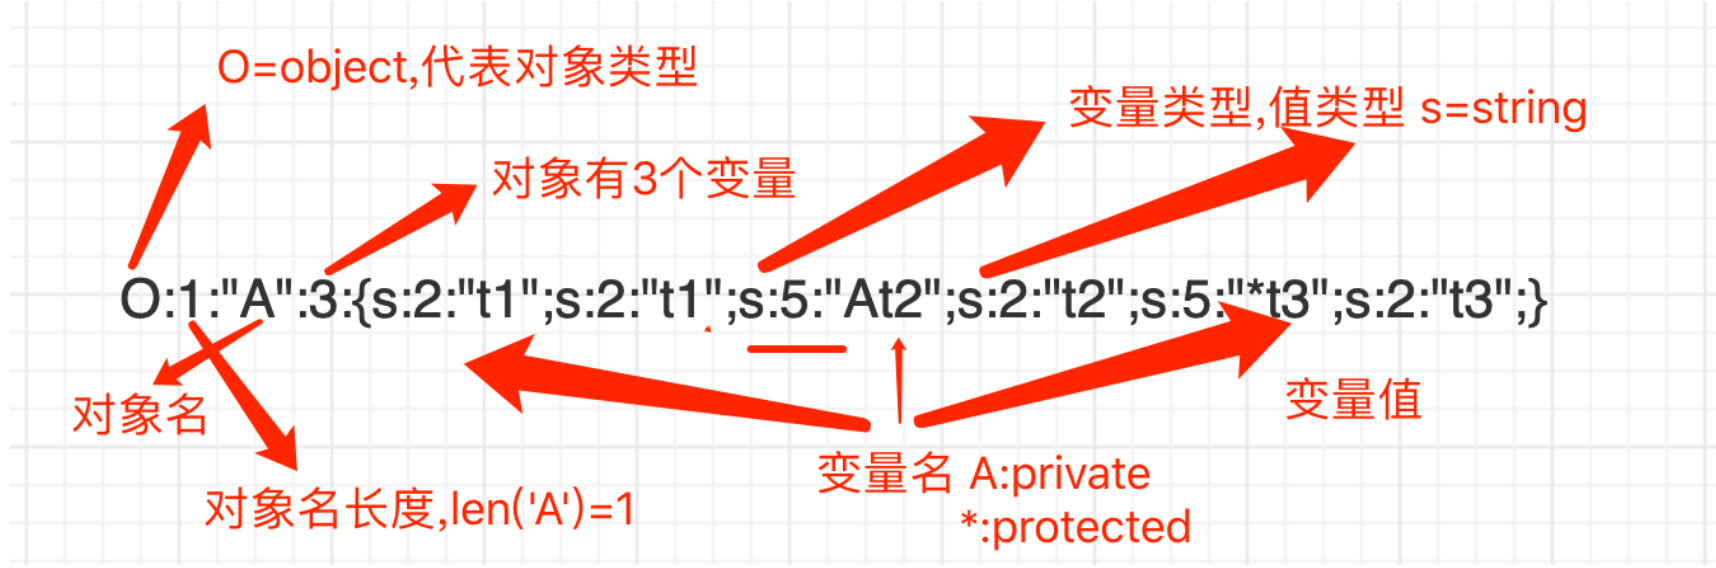 O=object,代表对象类型
变量类型,值类型 s=string
对象有3个变量
O:1:"A":3:{s:2:"t1";s:2:"t1";s:5:"At2";s:2:"t2";s:5:"*t3";s:2:"t3";}
对象名
变量值
变量名 A:private
*:protected
对象名长度,len('A')=1